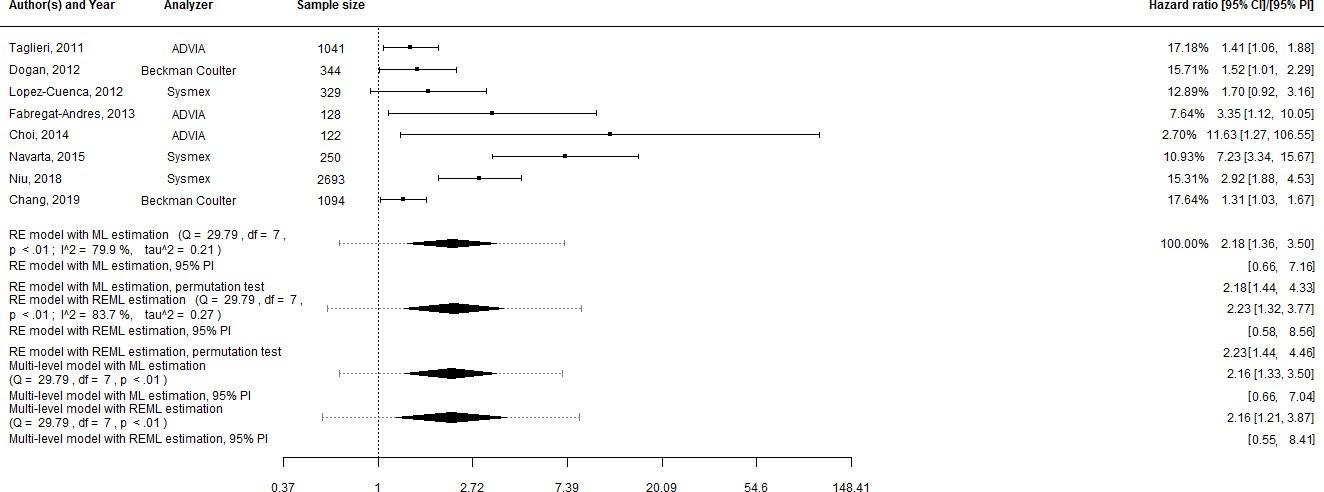 Author(s) and Year Analyzer Sample size Hazard ratio [95% CI]/[95% PI]
Taglieri, 2011 ADVIA 1041 17.18% 1.41 [1.06, 1.88]
Dogan, 2012 Beckman Coulter 344 15.71% 1.52 [1.01, 2.29]
Lopez-Cuenca, 2012 Sysmex 329 12.89% 1.70 [0.92, 3.16]
Fabregat-Andres, 2013 ADVIA 128 7.64% 3.35 [1.12, 10.05]
Choi, 2014 ADVIA 122 2.70% 11.63 [1.27, 106.55]
Navarta, 2015 Sysmex 250 10.93% 7.23 [3.34, 15.67]
Niu, 2018 Sysmex 2693 15.31% 2.92 [1.88, 4.53]
Chang, 2019 Beckman Coulter 1094 17.64% 1.31 [1.03, 1.67]
RE model with ML estimation (Q = 29.79 , df = 7 ,
p < .01 ; I^2 = 79.9 %, tau^2 = 0.21 ) 100.00% 2.18 [1.36, 3.50]
RE model with ML estimation, 95% PI [0.66, 7.16]
RE model with ML estimation, permutation test 2.18[1.44, 4.33]
RE model with REML estimation (Q = 29.79 , df = 7 ,
p < .01 ; I^2 = 83.7 %, tau^2 = 0.27 ) 2.23 [1.32, 3.77]
RE model with REML estimation, 95% PI [0.58, 8.56]
RE model with REML estimation, permutation test 2.23[1.44, 4.46]
Multi-level model with ML estimation
(Q = 29.79 , df = 7 , p < .01 ) 2.16 [1.33, 3.50]
Multi-level model with ML estimation, 95% PI [0.66, 7.04]
Multi-level model with REML estimation
(Q = 29.79 , df = 7 , p < .01 ) 2.16 [1.21, 3.87]
Multi-level model with REML estimation, 95% PI [0.55, 8.41]
0.37 1 2.72 7.39 20.09 54.6 148.41